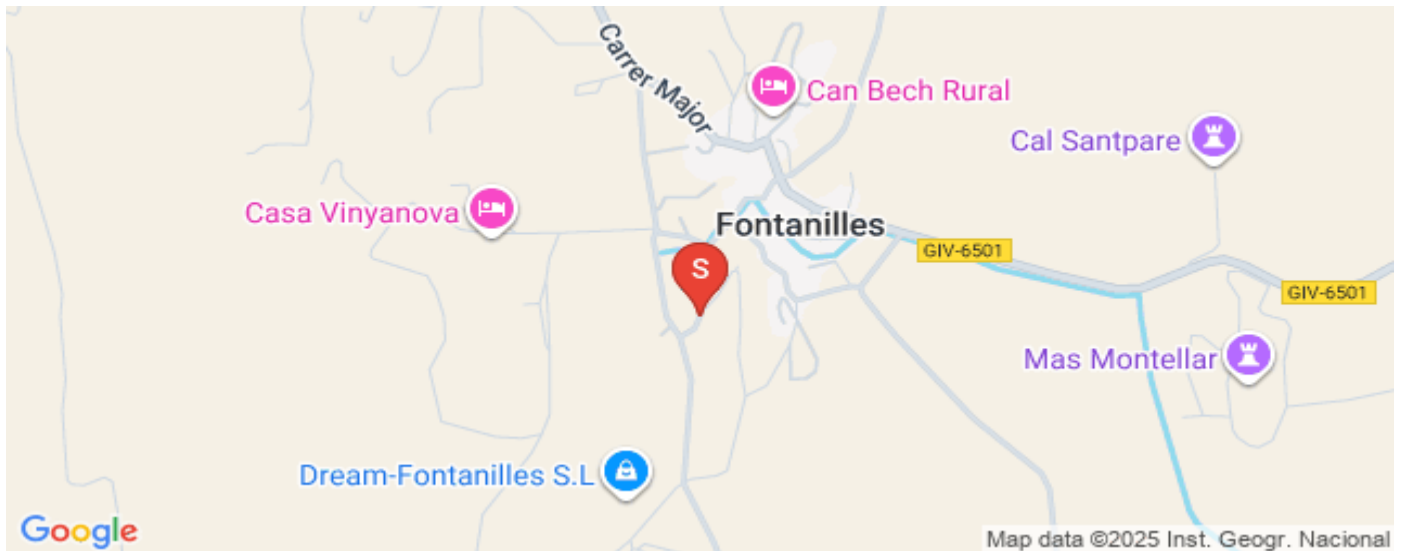 Carrer Major
Can Bech Rural
Cal Santpare
Casa Vinyanova
Fontanilles
GIV-6501
S
GIV-6501
Mas Montellar
Dream-Fontanilles S.L
Google
Map data ©2025 Inst. Geogr. Nacional